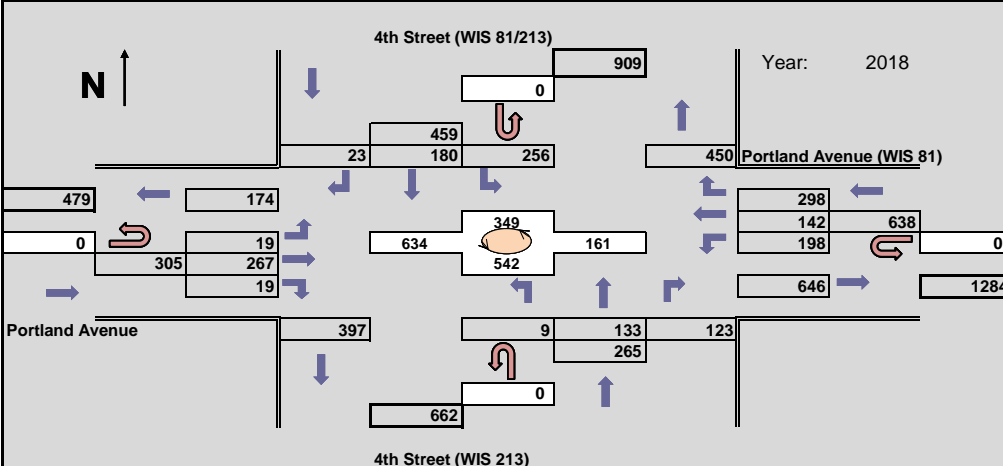 4th Street (WIS 81/213)
909
Year: 2018
N
0
459
23 180 256 450 Portland Avenue (WIS 81)
479 174 298
349 142 638
0 19 634 161 198 0
305 267 542
19 646 1284
Portland Avenue 397 9 133 123
265
0
662
4th Street (WIS 213)